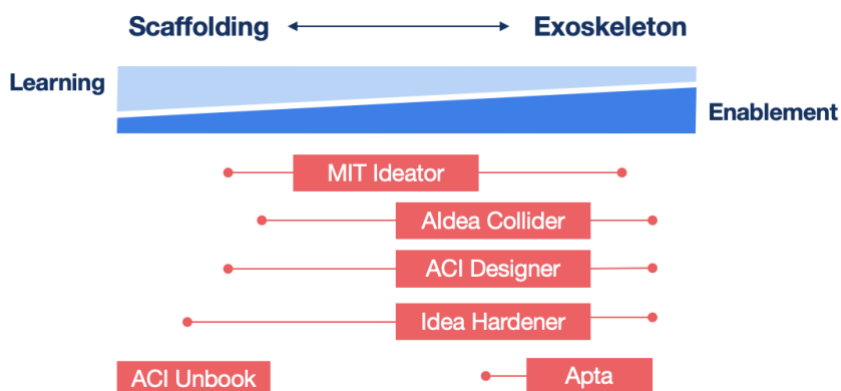 Scaffolding Exoskeleton
Learning
Enablement
MIT Ideator
AIdea Collider
ACI Designer
Idea Hardener
ACI Unbook Apta